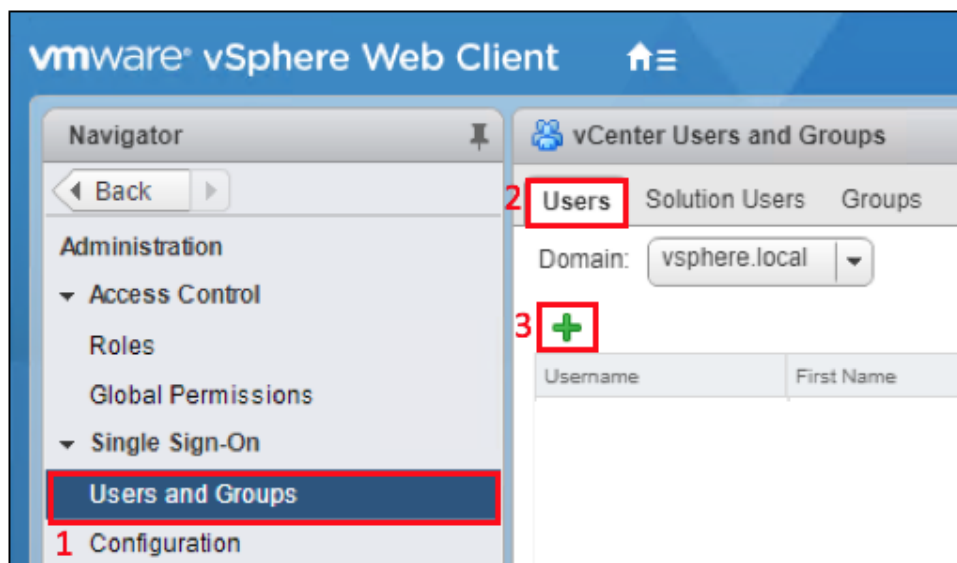 vmware® vSphere Web Client
Navigator
Back
Administration
Access Control
Roles
Global Permissions
Single Sign-On
Users and Groups
1 Configuration
vCenter Users and Groups
2 Users Solution Users Groups
Domain: vsphere.local
3
Username First Name